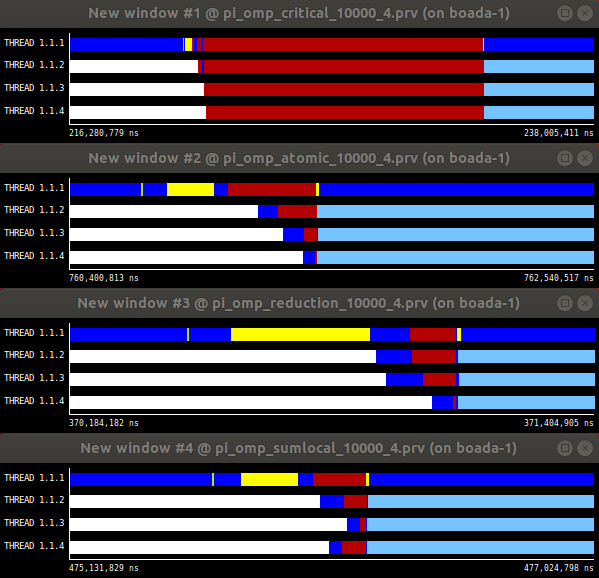 New window #1 @ pi_omp_critical_10000_4.prv (on boada-1)
THREAD 1.1.1
THREAD 1.1.2
THREAD 1.1.3
THREAD 1.1.4
216,280,779 ns 238,005,411 ns
New window #2 @ pi_omp_atomic_10000_4.prv (on boada-1)
THREAD 1.1.1
THREAD 1.1.2
THREAD 1.1.3
THREAD 1.1.4
760,400,813 ns 762,540,517 ns
New window #3 @ pi_omp_reduction_10000_4.prv (on boada-1)
THREAD 1.1.1
THREAD 1.1.2
THREAD 1.1.3
THREAD 1.1.4
370,184,182 ns 371,404,905 ns
New window #4 @ pi_omp_sumlocal_10000_4.prv (on boada-1)
THREAD 1.1.1
THREAD 1.1.2
THREAD 1.1.3
THREAD 1.1.4
475,131,829 ns 477,024,798 ns